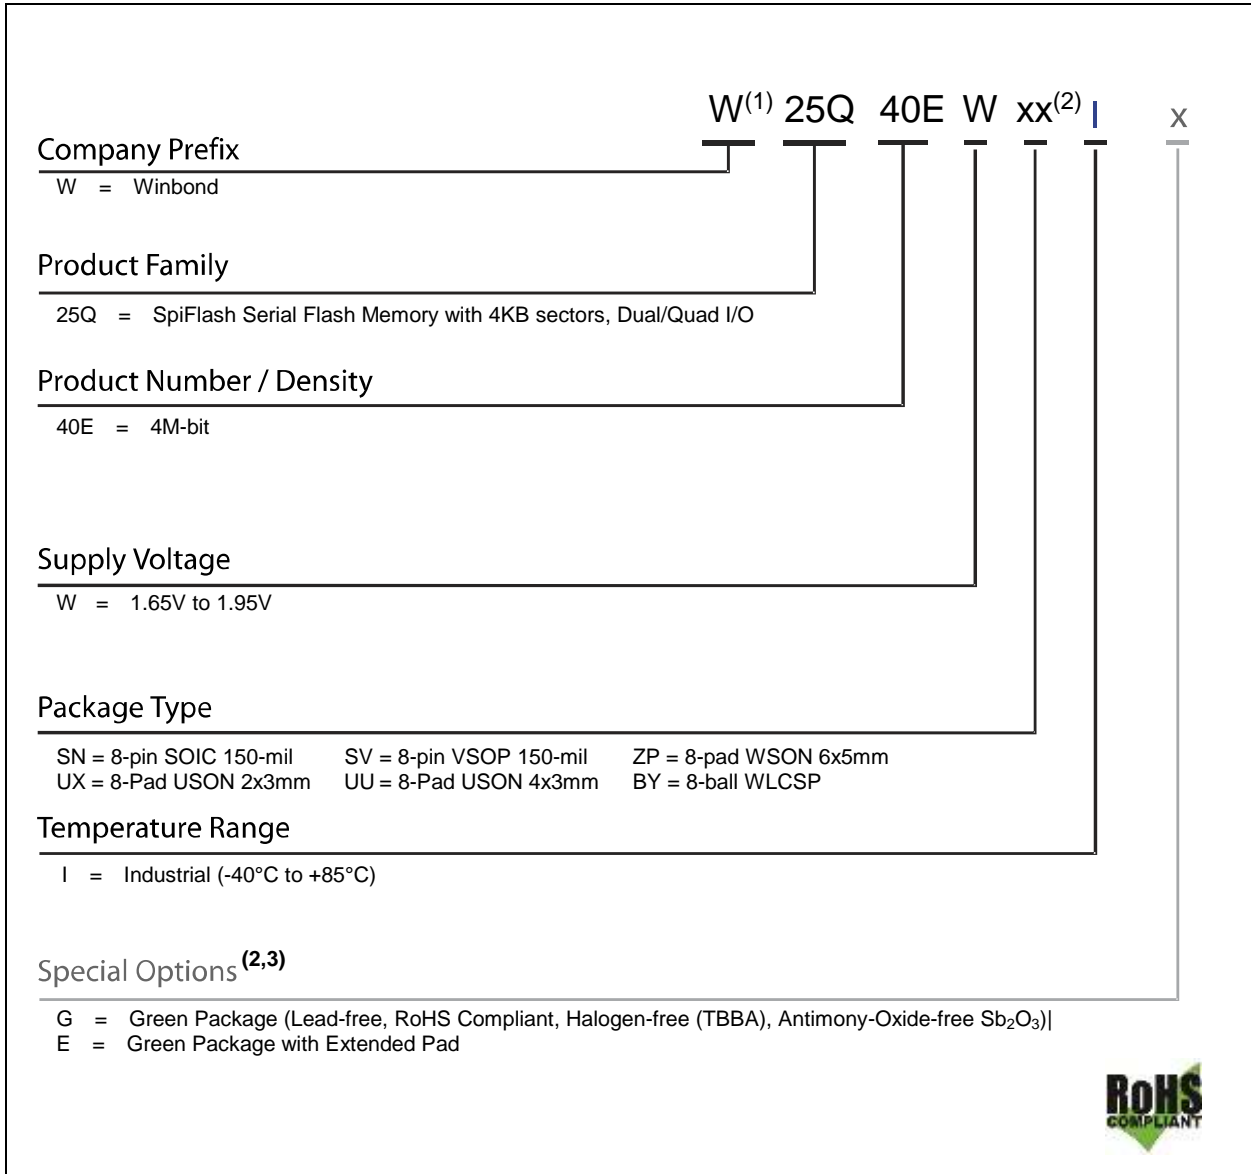 W(1) 25Q 40E W xx(2) I x
Company Prefix
W = Winbond
Product Family
25Q = SpiFlash Serial Flash Memory with 4KB sectors, Dual/Quad I/O
Product Number / Density
40E = 4M-bit
Supply Voltage
W = 1.65V to 1.95V
Package Type
SN = 8-pin SOIC 150-mil SV = 8-pin VSOP 150-mil ZP = 8-pad WSON 6x5mm
UX = 8-Pad USON 2x3mm UU = 8-Pad USON 4x3mm BY = 8-ball WLCSP
Temperature Range
I = Industrial (-40°C to +85°C)
Special Options (2,3)
G = Green Package (Lead-free, RoHS Compliant, Halogen-free (TBBA), Antimony-Oxide-free Sb₂O₃)|
E = Green Package with Extended Pad
RoHS
COMPLIANT